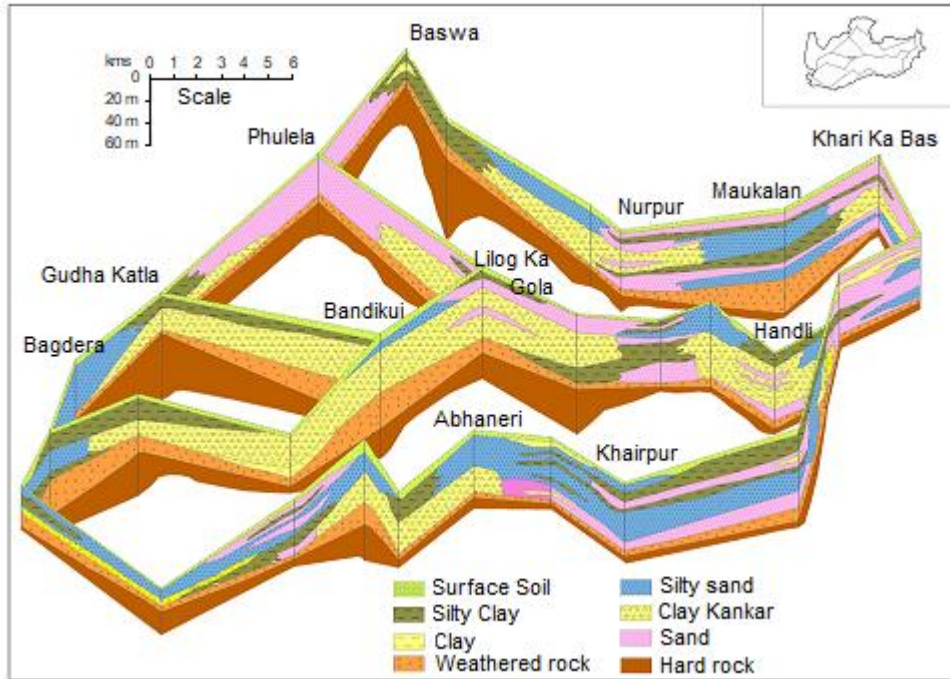 Baswa
kms 0 1 2 3 4 5 6
0
Scale
20 m
40 m
60 m
Phulela
Khari Ka Bas
Maukalan
Nurpur
Lilog Ka
Gola
Gudha Katla
Bandikui
Handli
Bagdera
Abhaneri
Khairpur
Surface Soil
Silty sand
Silty Clay
Clay Kankar
Clay
Sand
Weathered rock
Hard rock